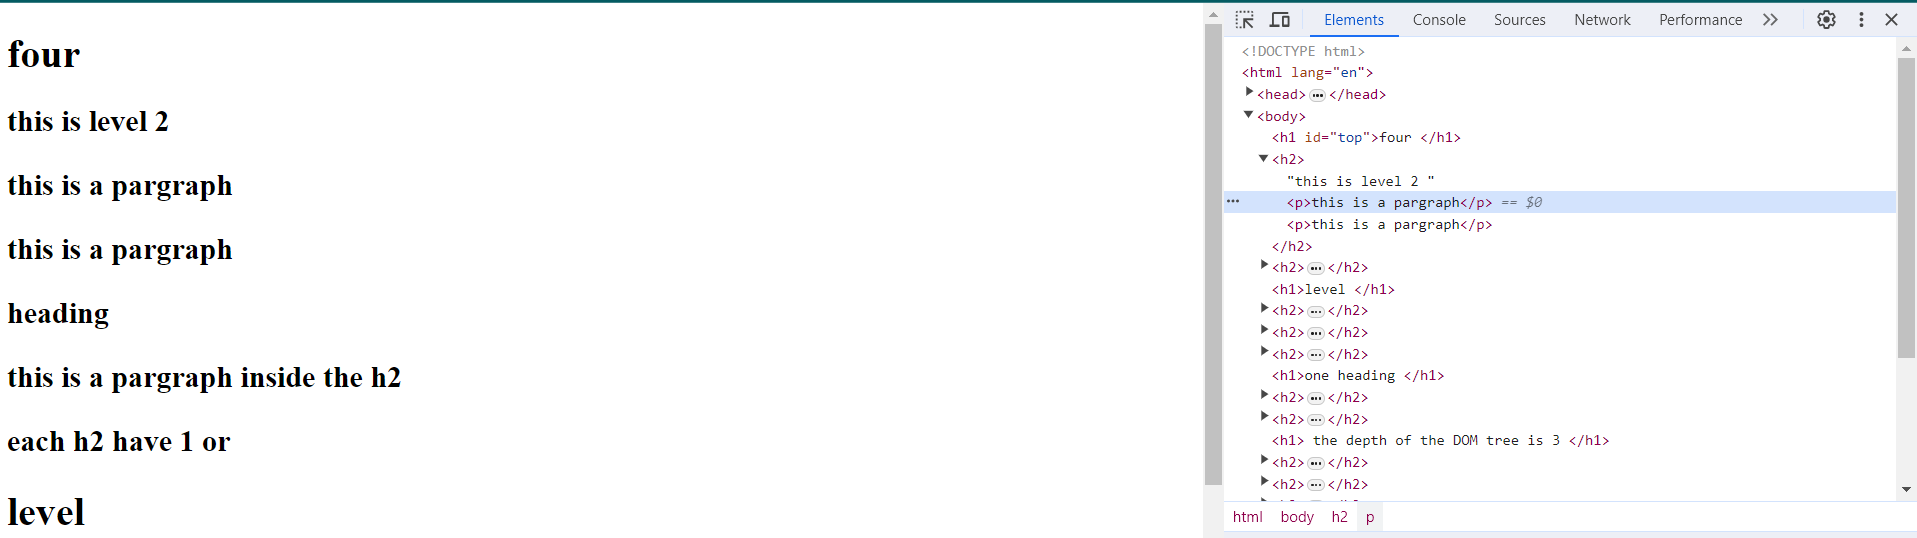 four
this is level 2
this is a pargraph
this is a pargraph
heading
this is a pargraph inside the h2
each h2 have 1 or
level
Elements Console Sources Network Performance
<!DOCTYPE html>
<html lang="en">
<head>…</head>
<body>
<h1 id="top">four </h1>
<h2>
"this is level 2 "
<p>this is a pargraph</p> == $0
<p>this is a pargraph</p>
</h2>
<h2>…</h2>
<h1>level </h1>
<h2>…</h2>
<h2>…</h2>
<h2>…</h2>
<h1>one heading </h1>
<h2>…</h2>
<h2>…</h2>
<h1> the depth of the DOM tree is 3 </h1>
<h2>…</h2>
<h2>…</h2>
html body h2 p